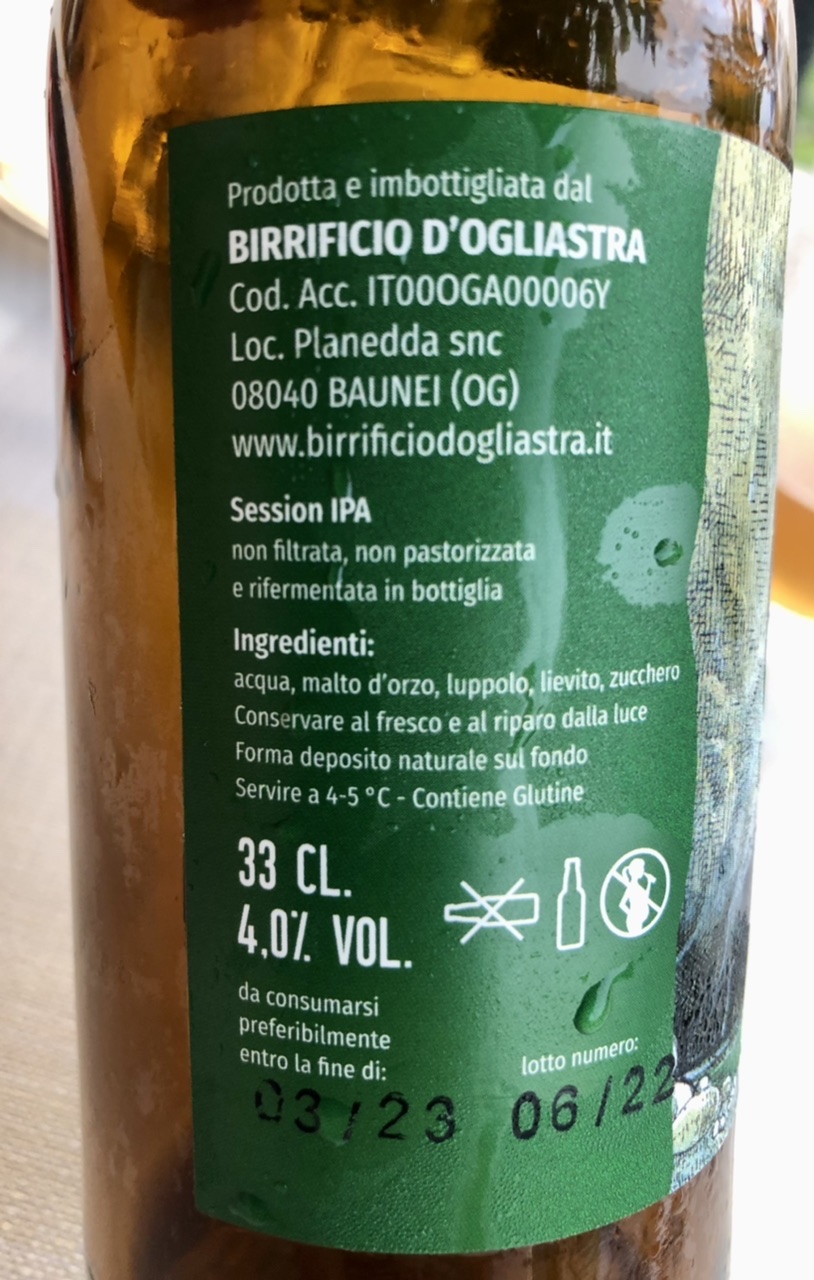 Prodotta e imbottigliata dal
BIRRIFICIO D'OGLIASTRA
Cod. Acc. IT00OGA00006Y
Loc. Planedda snc
08040 BAUNEI (OG)
www.birrificiodogliastra.it
Session IPA
non filtrata, non pastorizzata
e rifermentata in bottiglia
Ingredienti:
acqua, malto d'orzo, luppolo, lievito, zucchero
Conservare al fresco e al riparo dalla luce
Forma deposito naturale sul fondo
Servire a 4-5 °C - Contiene Glutine
33 CL.
4,0% VOL.
da consumarsi
preferibilmente
entro la fine di:
03/23
lotto numero:
06/22